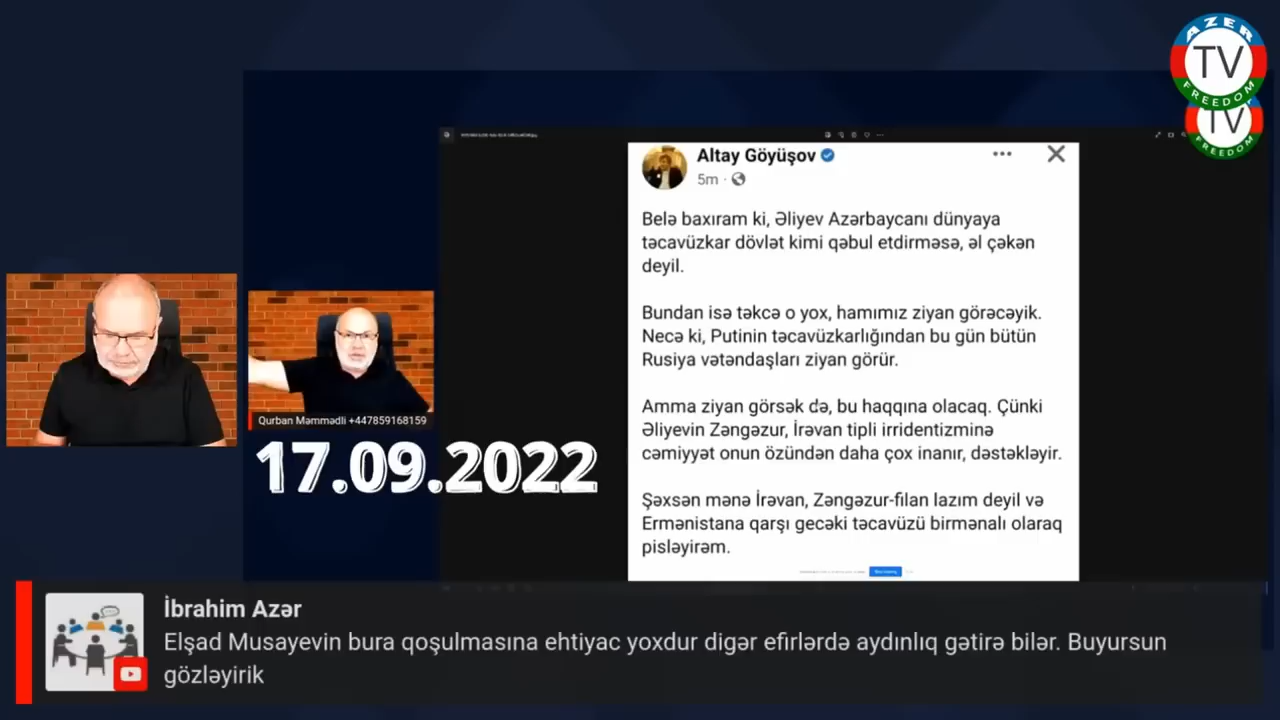 AZER
TV
FREEDOM
TV
FREEDOM
Altay Göyüşov
5m
Belə baxıram ki, Əliyev Azərbaycanı dünyaya
təcavüzkar dövlət kimi qəbul etdirməsə, əl çəkən
deyil.
Bundan isə təkcə o yox, hamımız ziyan görəcəyik.
Necə ki, Putinin təcavüzkarlığından bu gün bütün
Rusiya vətəndaşları ziyan görür.
Amma ziyan görsək də, bu haqqına olacaq. Çünki
Əliyevin Zəngəzur, İrəvan tipli irridentizminə
cəmiyyət onun özündən daha çox inanır, dəstəkləyir.
Şəxsən mənə İrəvan, Zəngəzur-filan lazım deyil və
Ermənistana qarşı gecəki təcavüzü birmənalı olaraq
pisləyirəm.
Qurban Məmmədli +447859168159
17.09.2022
İbrahim Azər
Elşad Musayevin bura qoşulmasına ehtiyac yoxdur digər efirlərdə aydınlıq gətirə bilər. Buyursun
gözləyirik